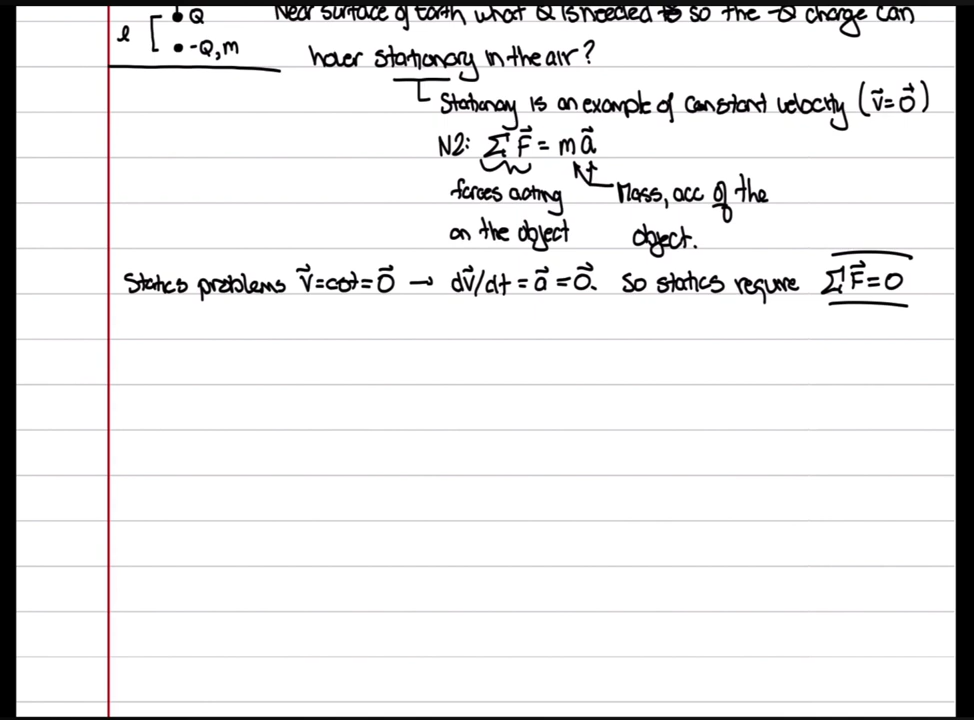 Q
Near surface of Earth what Q is needed so the -Q charge can
l
-Q, m
hover stationary in the air?
Stationary is an example of constant velocity (v⃗=0⃗)
N2: ΣF⃗ = ma⃗
forces acting
on the object
Mass, acc of the
object.
Statics problems v⃗=cst=0⃗ → dv⃗/dt = a⃗ = 0⃗. So statics require ΣF⃗=0